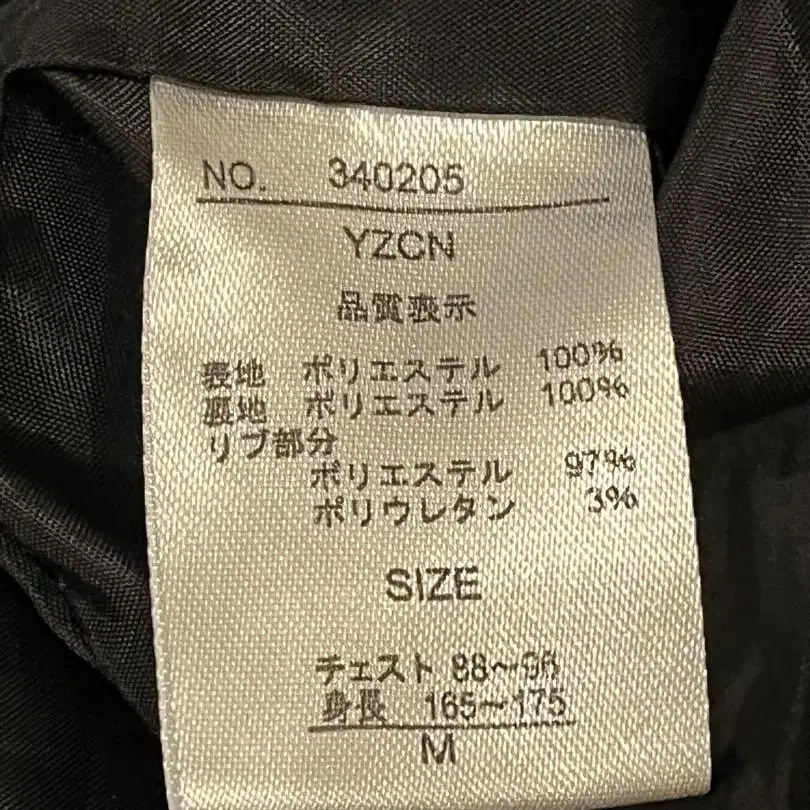 NO. 340205
YZCN
品質表示
表地 ポリエステル 100%
裏地 ポリエステル 100%
リブ部分
ポリエステル 97%
ポリウレタン 3%
SIZE
チェスト 88～96
身長 165～175
M